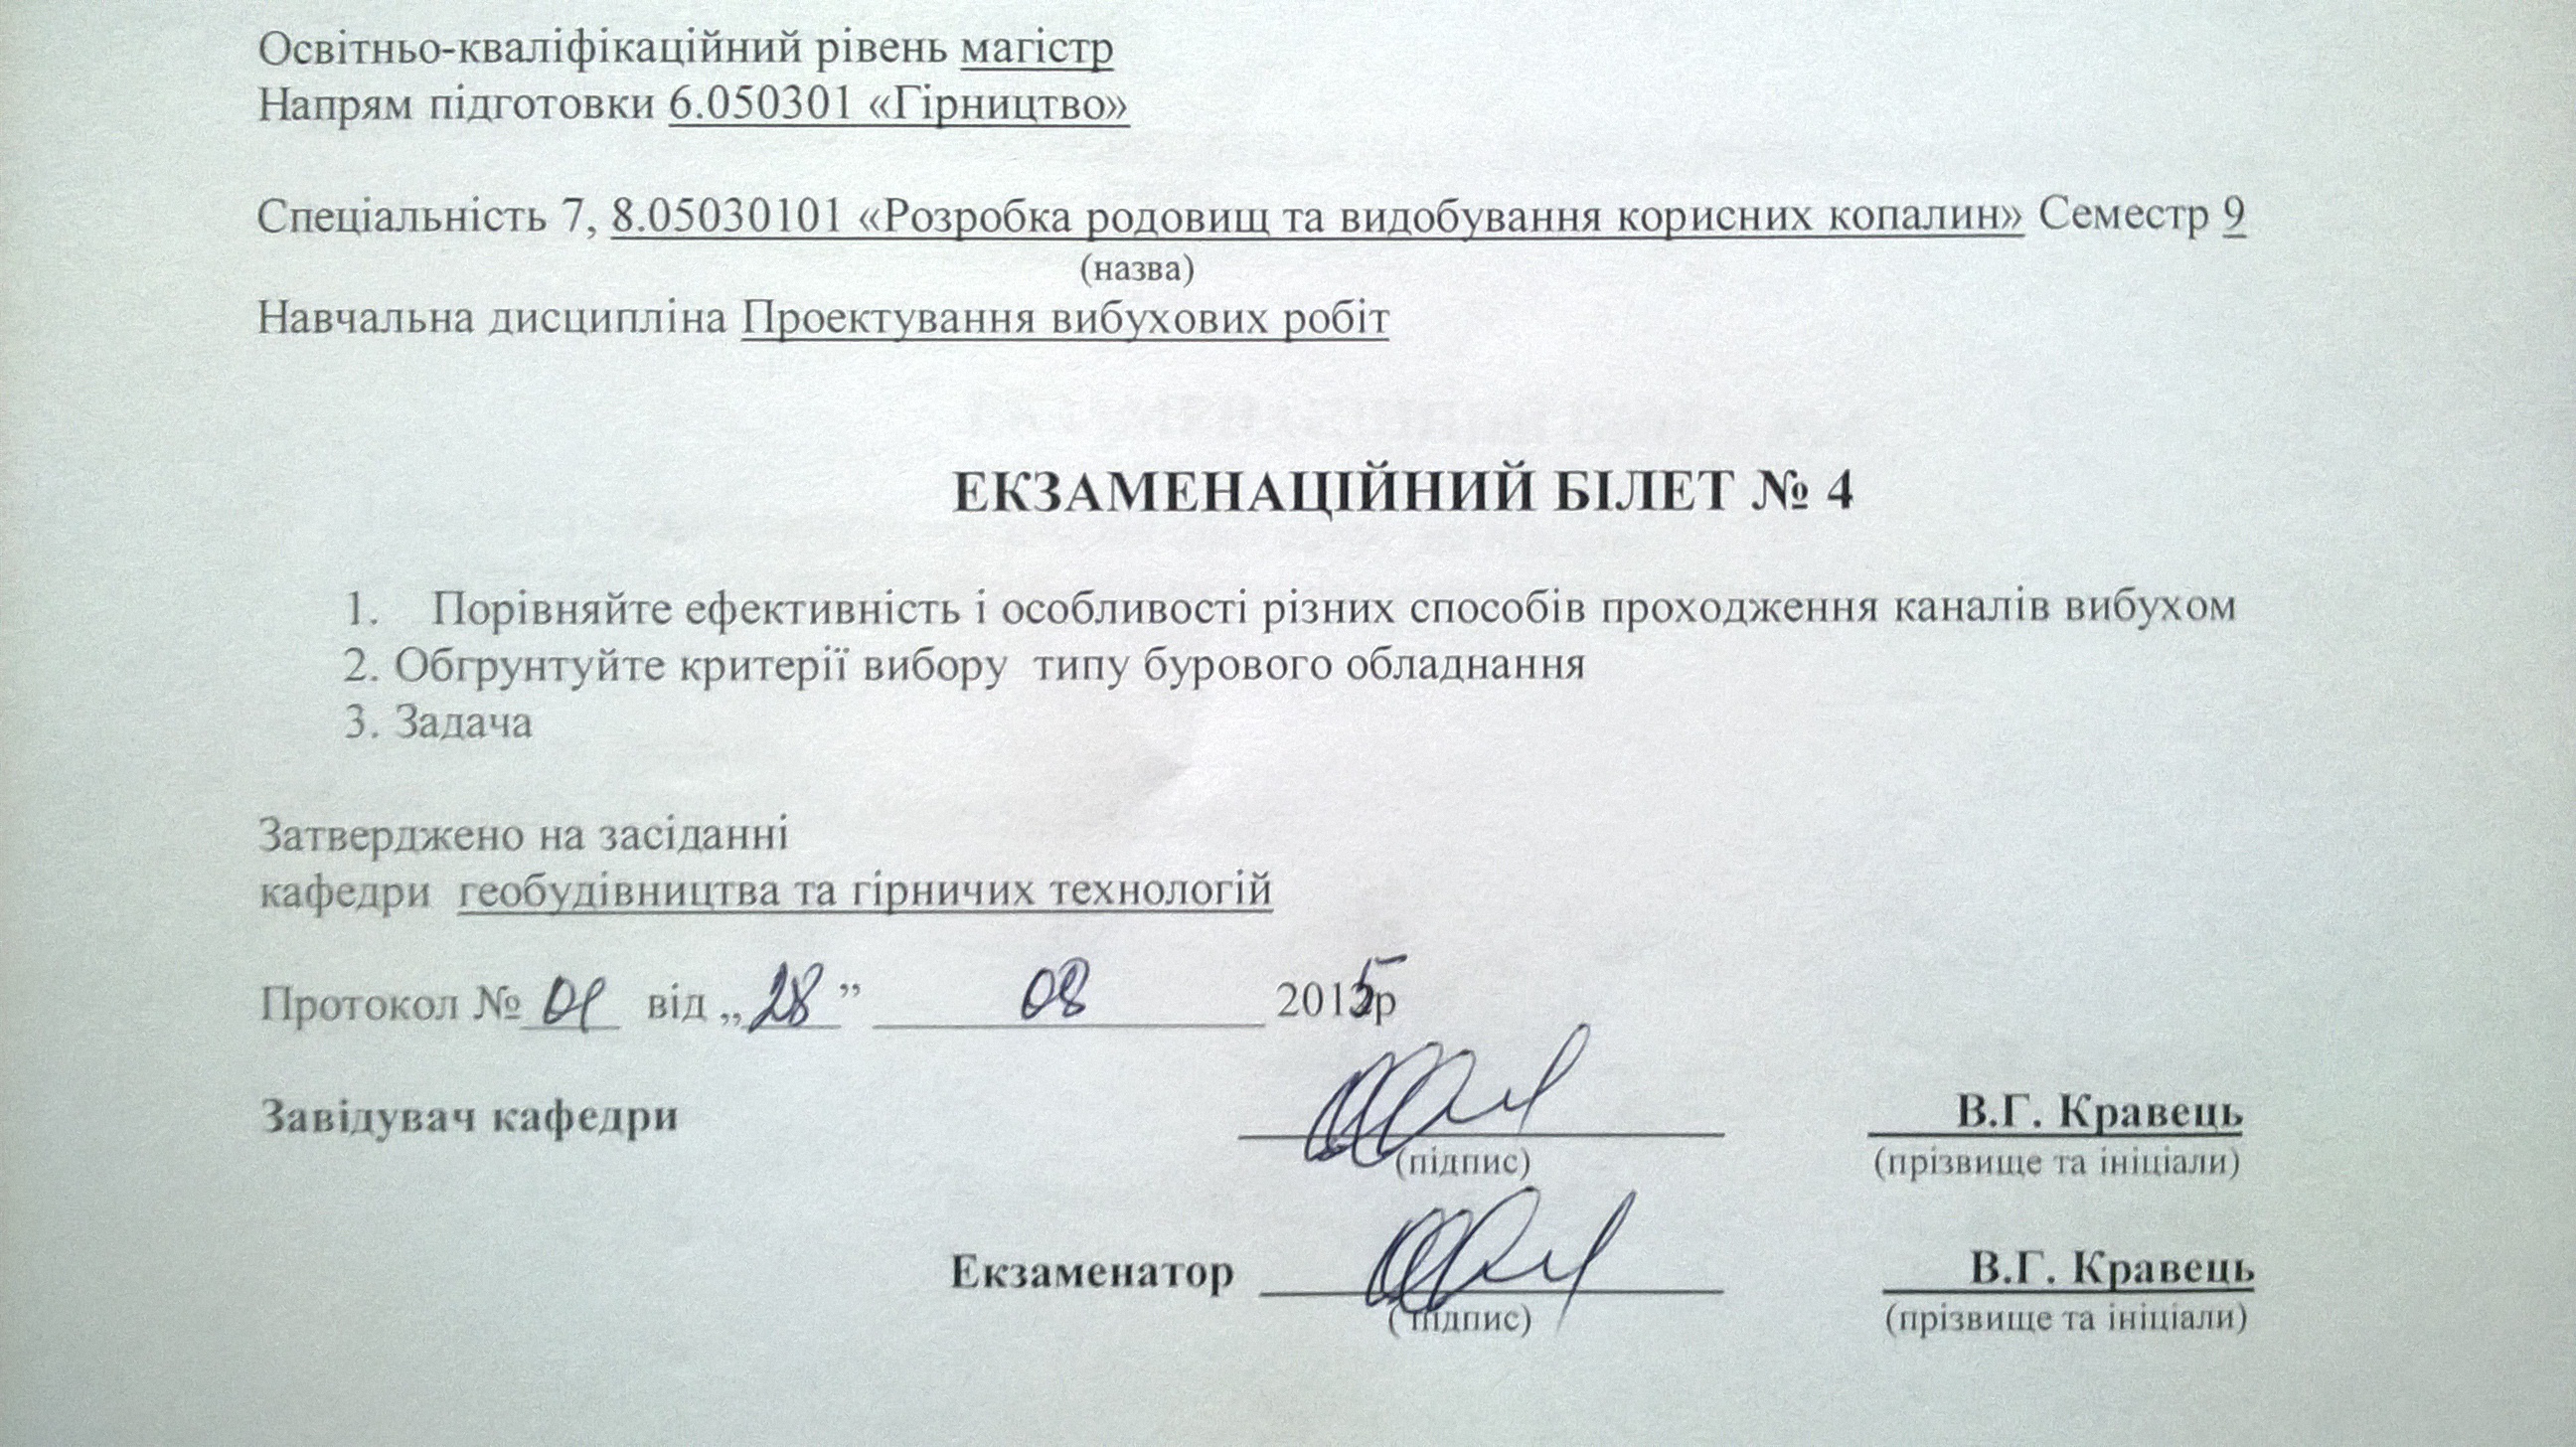 Освітньо-кваліфікаційний рівень магістр
Напрям підготовки 6.050301 «Гірництво»
Спеціальність 7, 8.05030101 «Розробка родовищ та видобування корисних копалин» Семестр 9
(назва)
Навчальна дисципліна Проектування вибухових робіт
ЕКЗАМЕНАЦІЙНИЙ БІЛЕТ № 4
1. Порівняйте ефективність і особливості різних способів проходження каналів вибухом
2. Обгрунтуйте критерії вибору типу бурового обладнання
3. Задача
Затверджено на засіданні
кафедри геобудівництва та гірничих технологій
Протокол № 01 від „28” 08 2015р
Завідувач кафедри В.Г. Кравець
(підпис) (прізвище та ініціали)
Екзаменатор В.Г. Кравець
(підпис) (прізвище та ініціали)